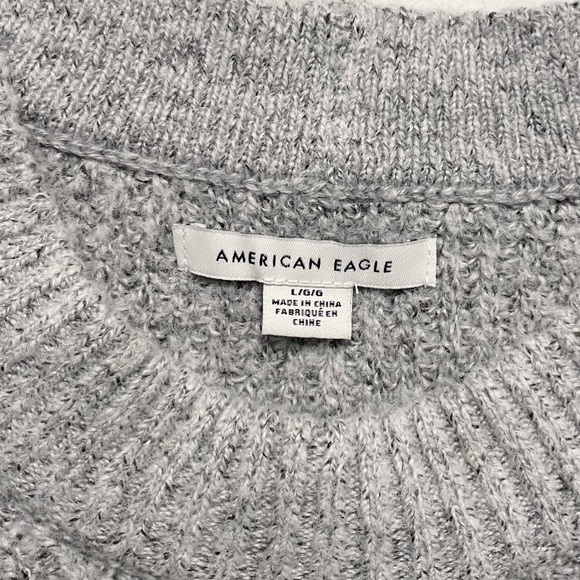 AMERICAN EAGLE
L/G/G
MADE IN CHINA
FABRIQUÉ EN
CHINE